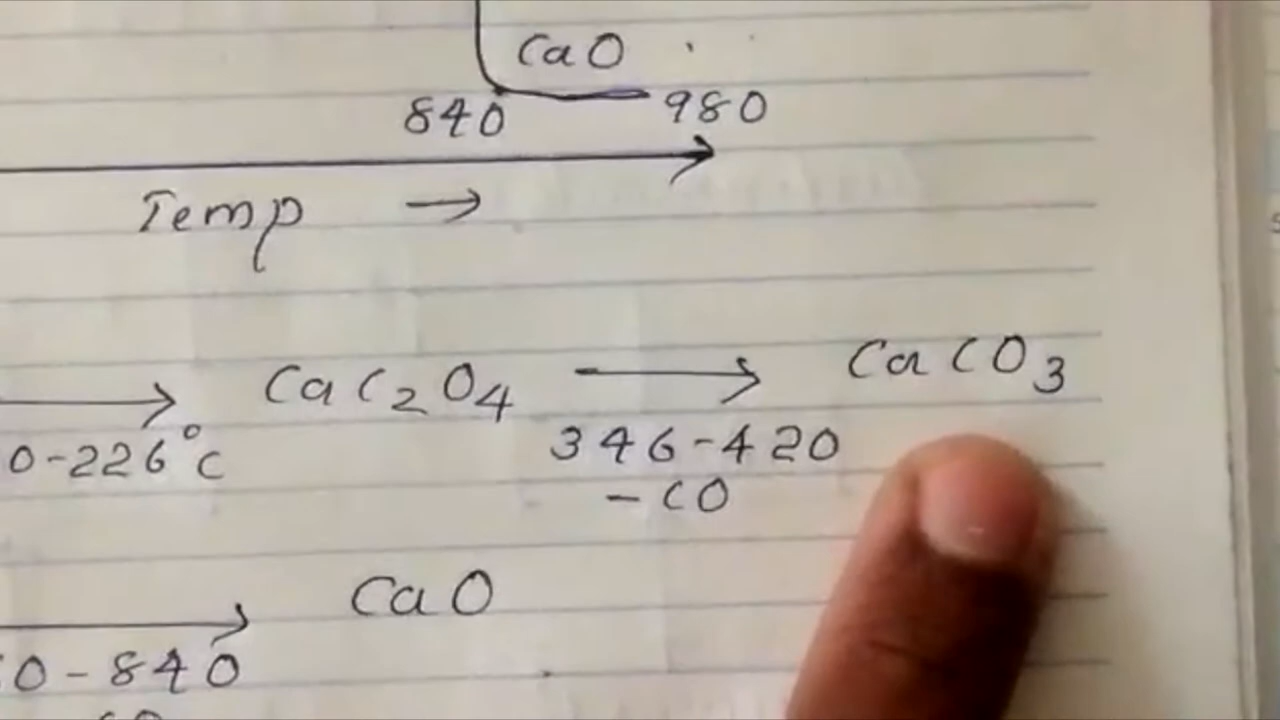 CaO
840 980
Temp →
→ CaC₂O₄ → CaCO₃
0-226°C 346-420
-CO
→ CaO
0-840